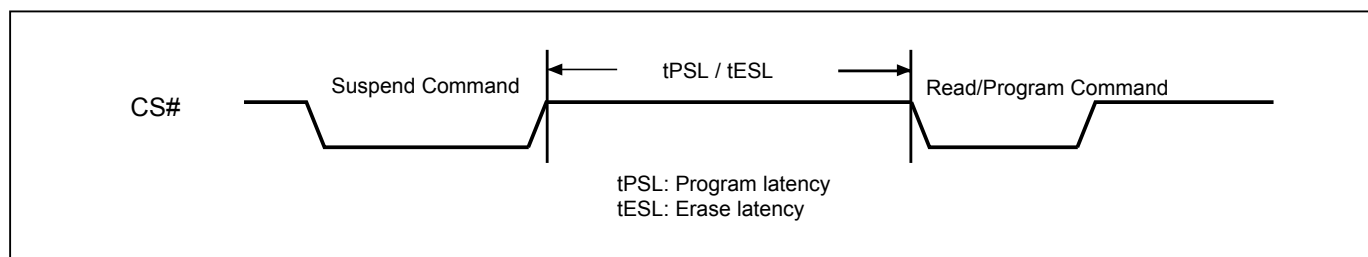 tPSL / tESL
Suspend Command
Read/Program Command
CS#
tPSL: Program latency
tESL: Erase latency